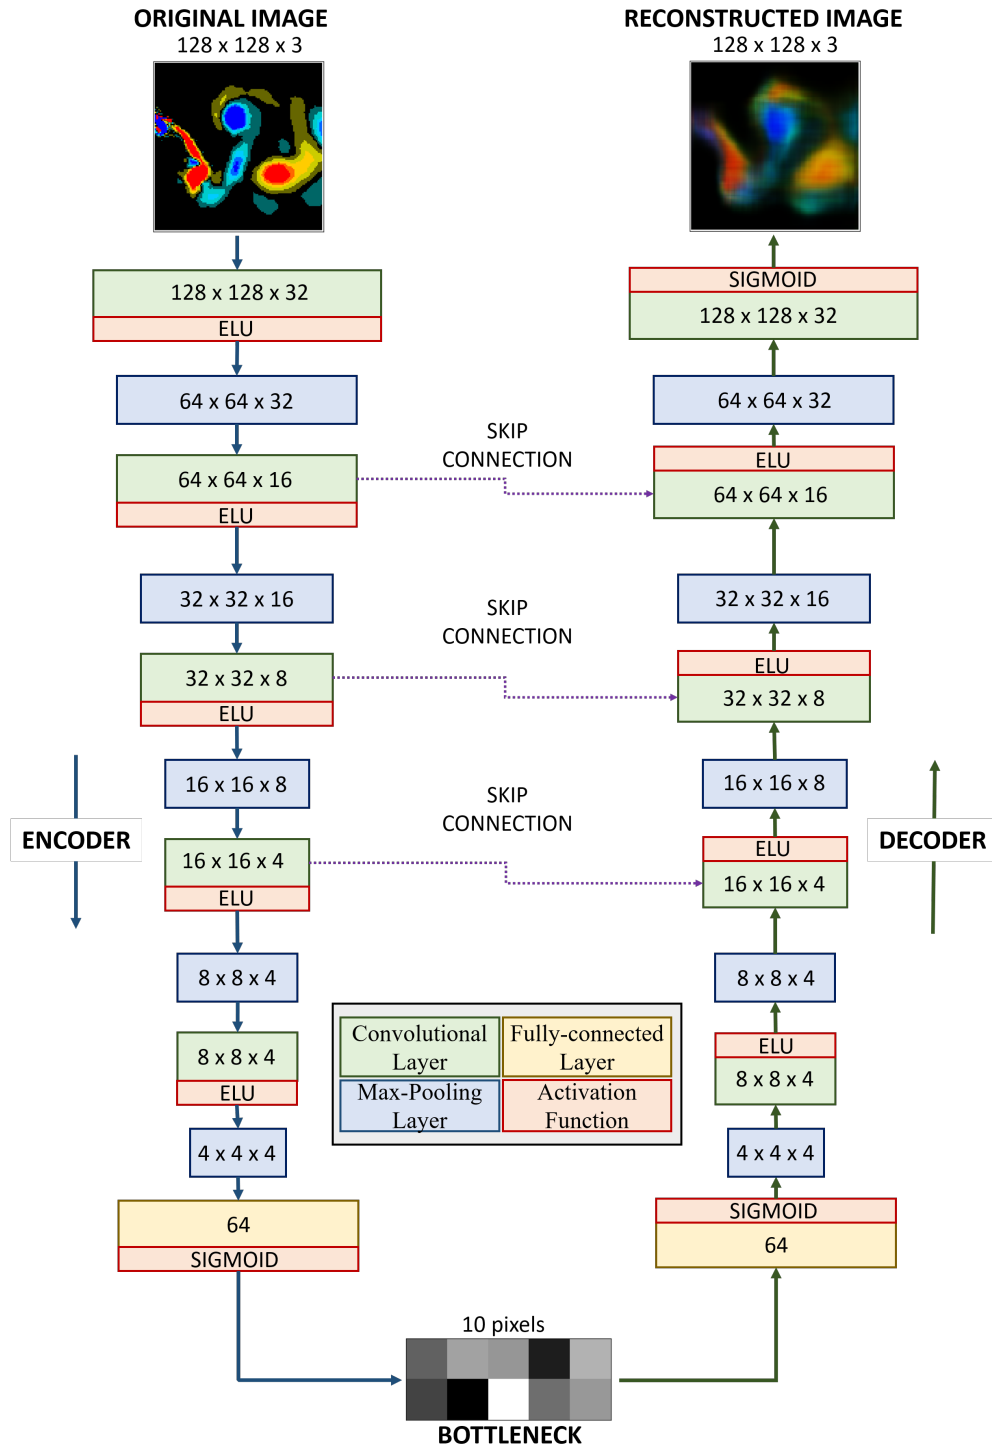 ORIGINAL IMAGE
128 x 128 x 3
RECONSTRUCTED IMAGE
128 x 128 x 3
128 x 128 x 32
ELU
64 x 64 x 32
64 x 64 x 16
ELU
32 x 32 x 16
32 x 32 x 8
ELU
16 x 16 x 8
16 x 16 x 4
ELU
8 x 8 x 4
8 x 8 x 4
ELU
4 x 4 x 4
64
SIGMOID
ENCODER
SKIP
CONNECTION
SKIP
CONNECTION
SKIP
CONNECTION
Convolutional
Layer
Fully-connected
Layer
Max-Pooling
Layer
Activation
Function
10 pixels
BOTTLENECK
SIGMOID
128 x 128 x 32
64 x 64 x 32
ELU
64 x 64 x 16
32 x 32 x 16
ELU
32 x 32 x 8
16 x 16 x 8
ELU
16 x 16 x 4
8 x 8 x 4
ELU
8 x 8 x 4
4 x 4 x 4
SIGMOID
64
DECODER